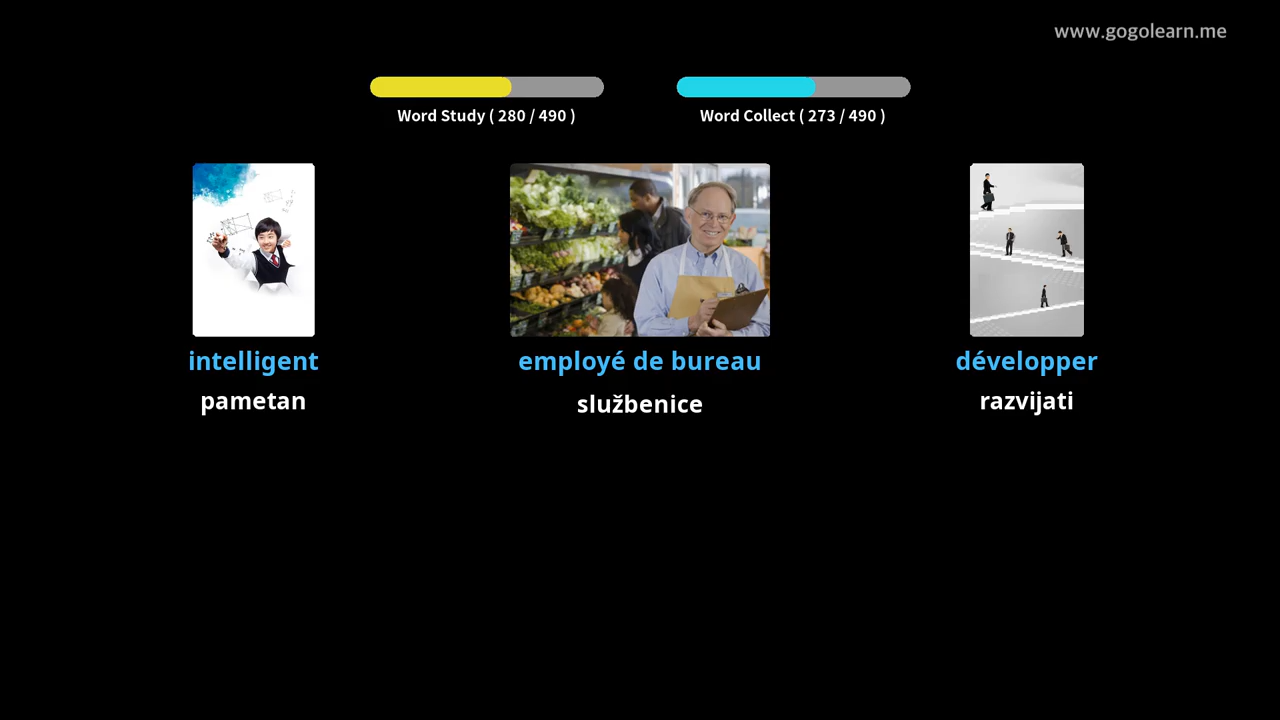 www.gogolearn.me
Word Study ( 280 / 490 )
Word Collect ( 273 / 490 )
intelligent
employé de bureau
développer
pametan
službenice
razvijati